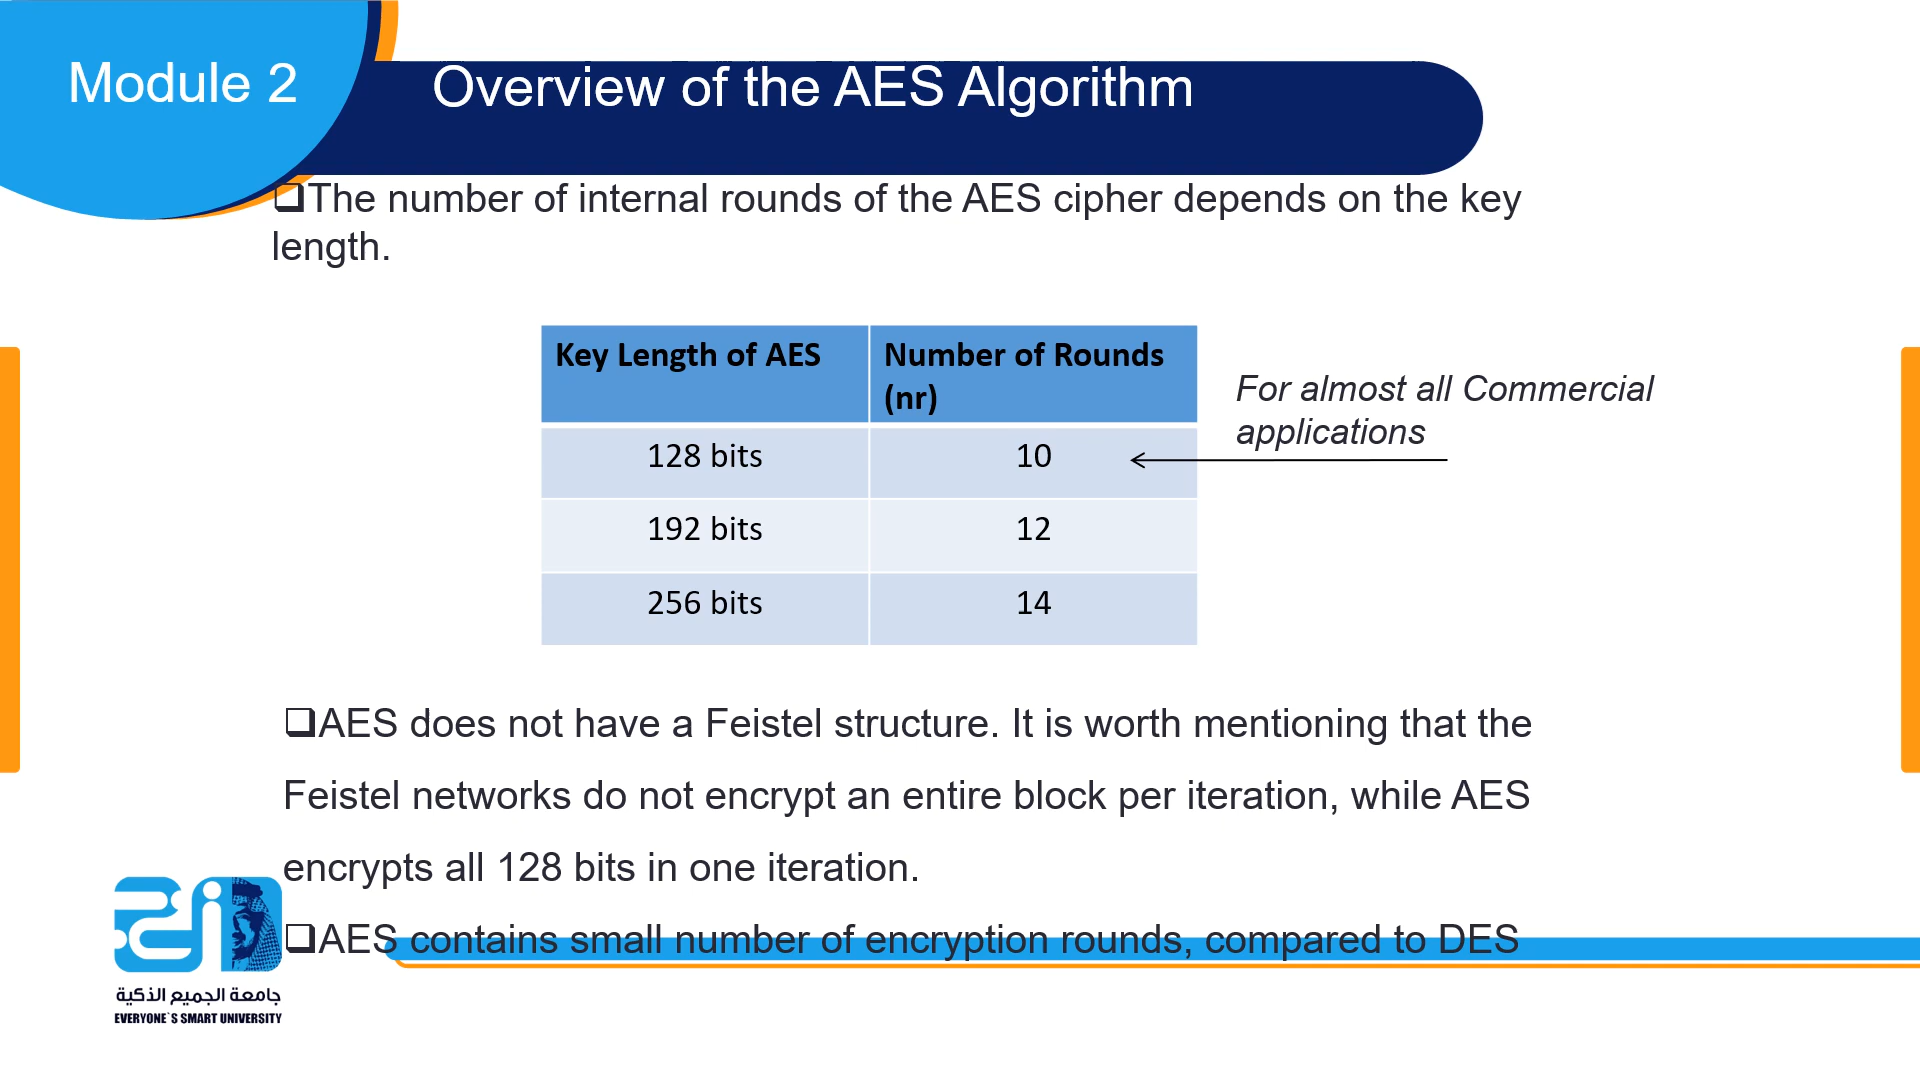 Module 2
Overview of the AES Algorithm
❑The number of internal rounds of the AES cipher depends on the key
length.
Key Length of AES
Number of Rounds
(nr)
128 bits
10
192 bits
12
256 bits
14
For almost all Commercial
applications
❑AES does not have a Feistel structure. It is worth mentioning that the
Feistel networks do not encrypt an entire block per iteration, while AES
encrypts all 128 bits in one iteration.
❑AES contains small number of encryption rounds, compared to DES
جامعة الجميع الذكية
EVERYONE`S SMART UNIVERSITY